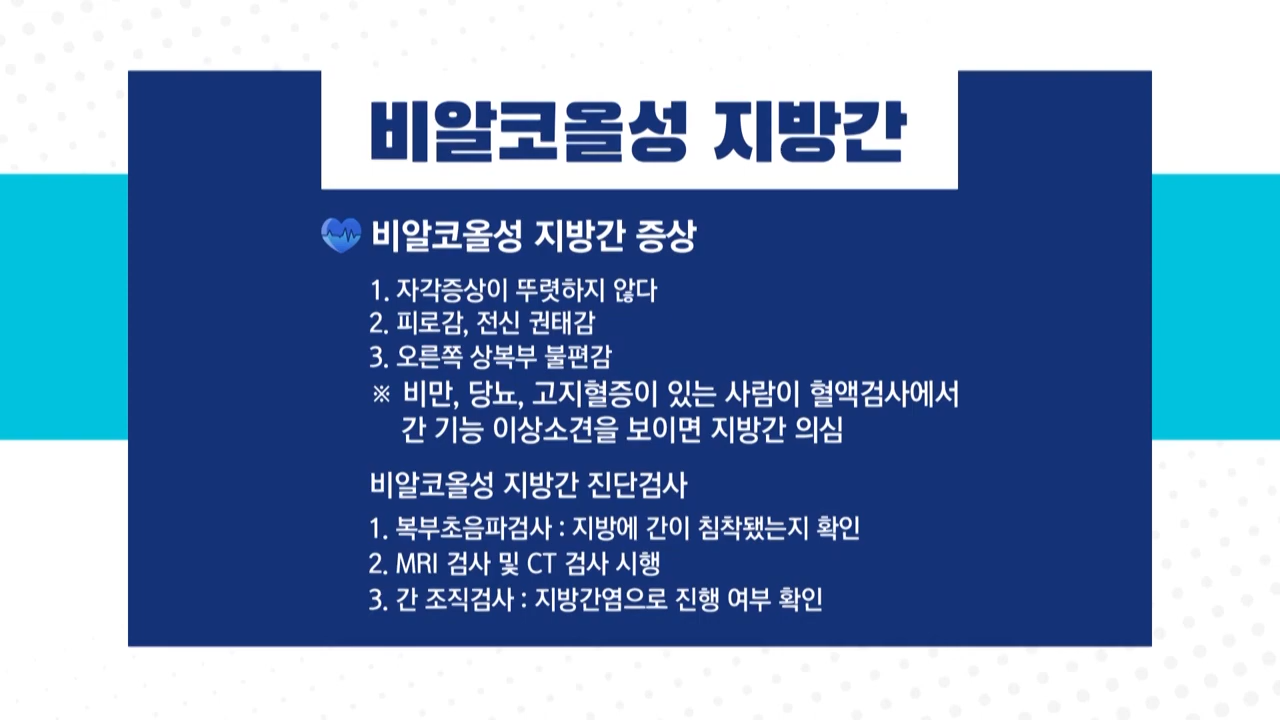 비알코올성 지방간
비알코올성 지방간 증상
1. 자각증상이 뚜렷하지 않다
2. 피로감, 전신 권태감
3. 오른쪽 상복부 불편감
※ 비만, 당뇨, 고지혈증이 있는 사람이 혈액검사에서
간 기능 이상소견을 보이면 지방간 의심
비알코올성 지방간 진단검사
1. 복부초음파검사 : 지방에 간이 침착됐는지 확인
2. MRI 검사 및 CT 검사 시행
3. 간 조직검사 : 지방간염으로 진행 여부 확인